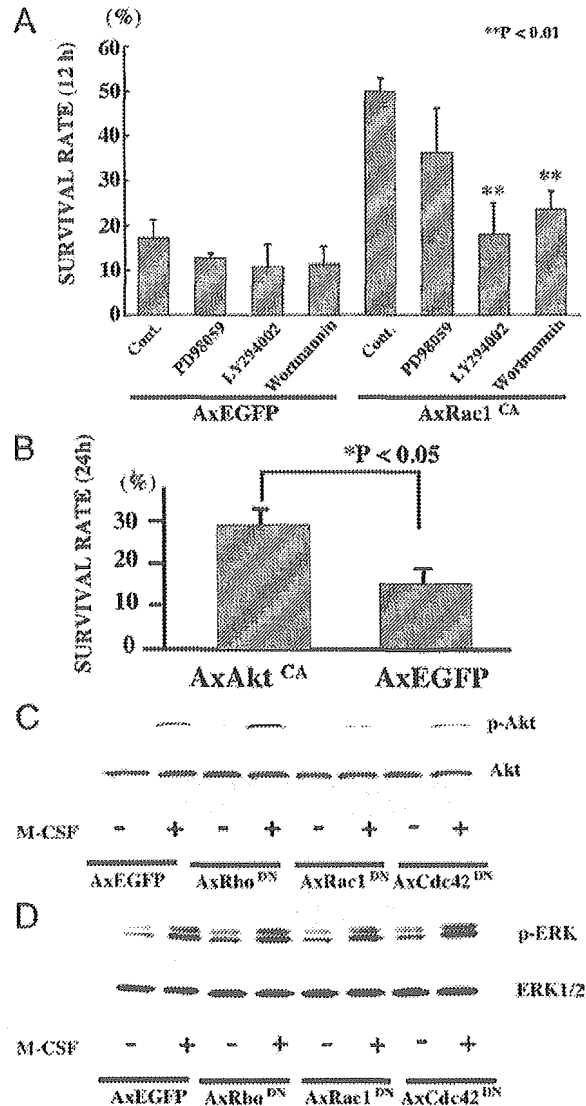 A
(%)
**P < 0.01
SURVIVAL RATE (12 h)
60
50
40
30
20
10
0
**
**
Cont.
PD98059
LY294002
Wortmannin
Cont.
PD98059
LY294002
Wortmannin
AxEGFP
AxRac1 CA
B
(%)
*P < 0.05
SURVIVAL RATE (24h)
30
20
10
0
AxAkt CA
AxEGFP
C
p-Akt
Akt
M-CSF - + - + - + - +
AxEGFP AxRho DN AxRac1 DN AxCdc42 DN
D
p-ERK
ERK1/2
M-CSF - + - + - + - +
AxEGFP AxRho DN AxRac1 DN AxCdc42 DN